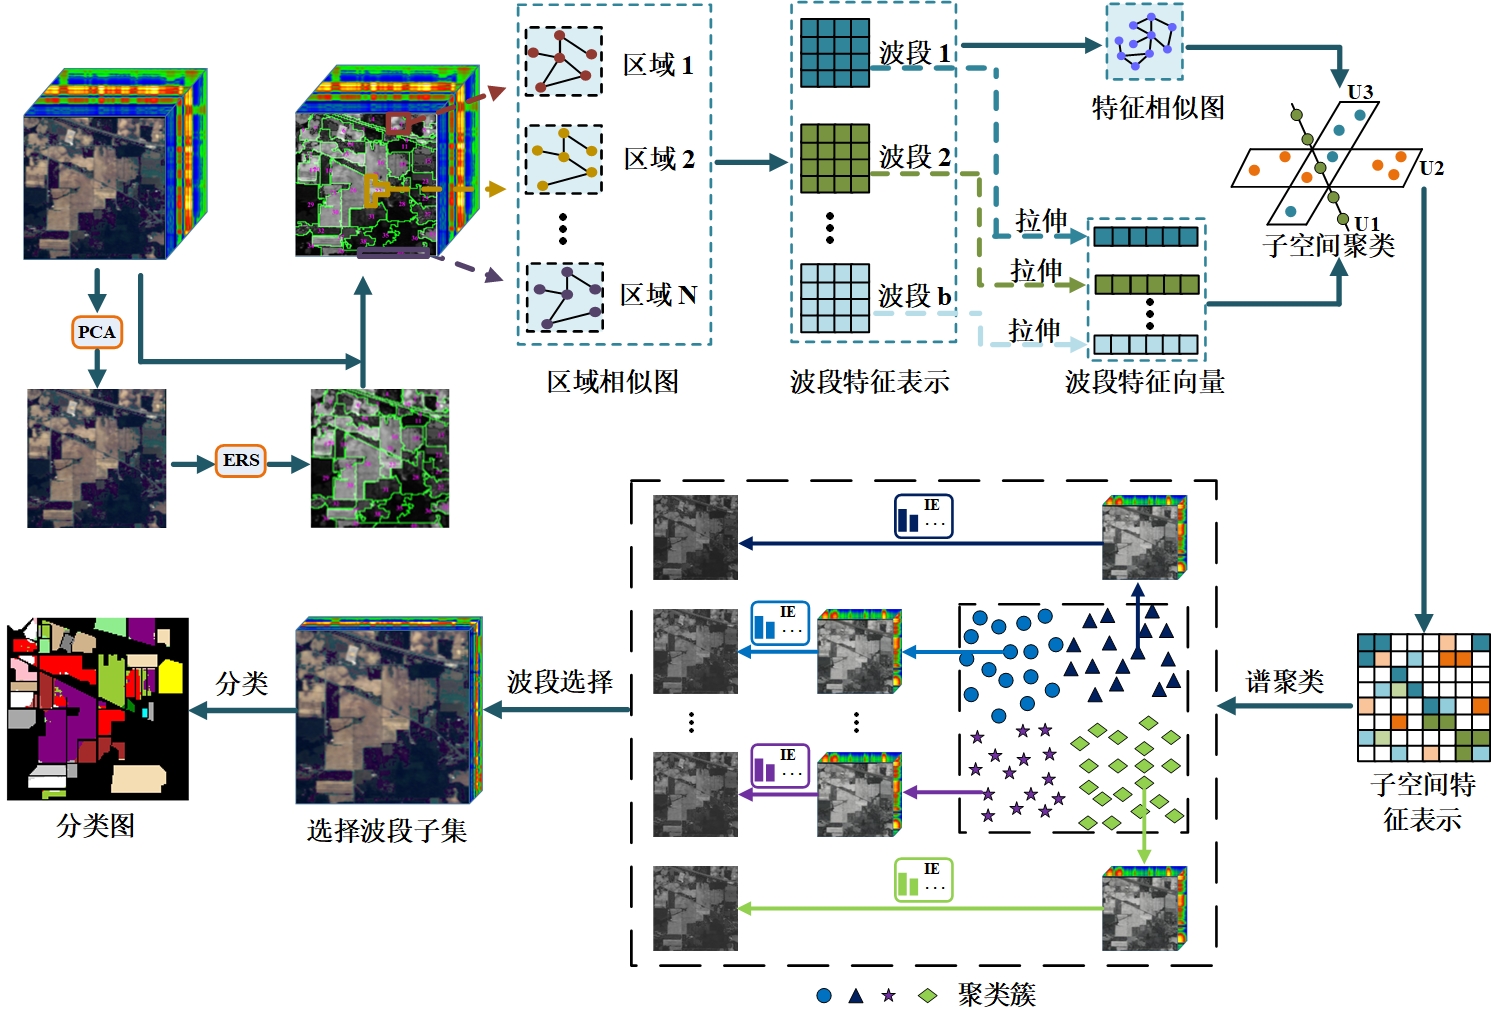 区域 1
区域 2
区域 N
区域相似图
波段 1
波段 2
波段 b
波段特征表示
特征相似图
拉伸
拉伸
拉伸
波段特征向量
U3
U2
U1
子空间聚类
PCA
ERS
IE
IE
IE
IE
谱聚类
子空间特
征表示
波段选择
分类
选择波段子集
分类图
聚类簇